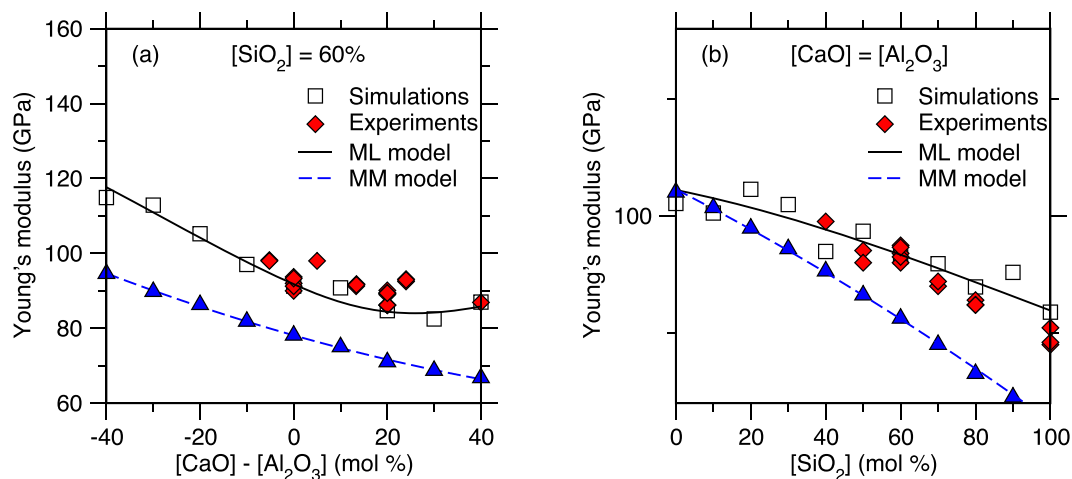 (a)
[SiO₂] = 60%
Simulations
Experiments
ML model
MM model
160
140
120
100
80
60
Young's modulus (GPa)
-40 -20 0 20 40
[CaO] - [Al₂O₃] (mol %)
(b)
[CaO] = [Al₂O₃]
Simulations
Experiments
ML model
MM model
100
Young's modulus (GPa)
0 20 40 60 80 100
[SiO₂] (mol %)